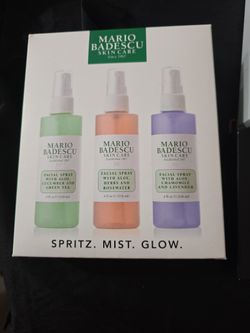 MARIO
BADESCU
SKIN CARE
Since 1967
MARIO
BADESCU
SKIN CARE
FACIAL SPRAY
WITH ALOE,
CUCUMBER AND
GREEN TEA
MARIO
BADESCU
SKIN CARE
FACIAL SPRAY
WITH ALOE,
HERBS AND
ROSEWATER
MARIO
BADESCU
SKIN CARE
FACIAL SPRAY
WITH ALOE,
CHAMOMILE
AND LAVENDER
SPRITZ. MIST. GLOW.